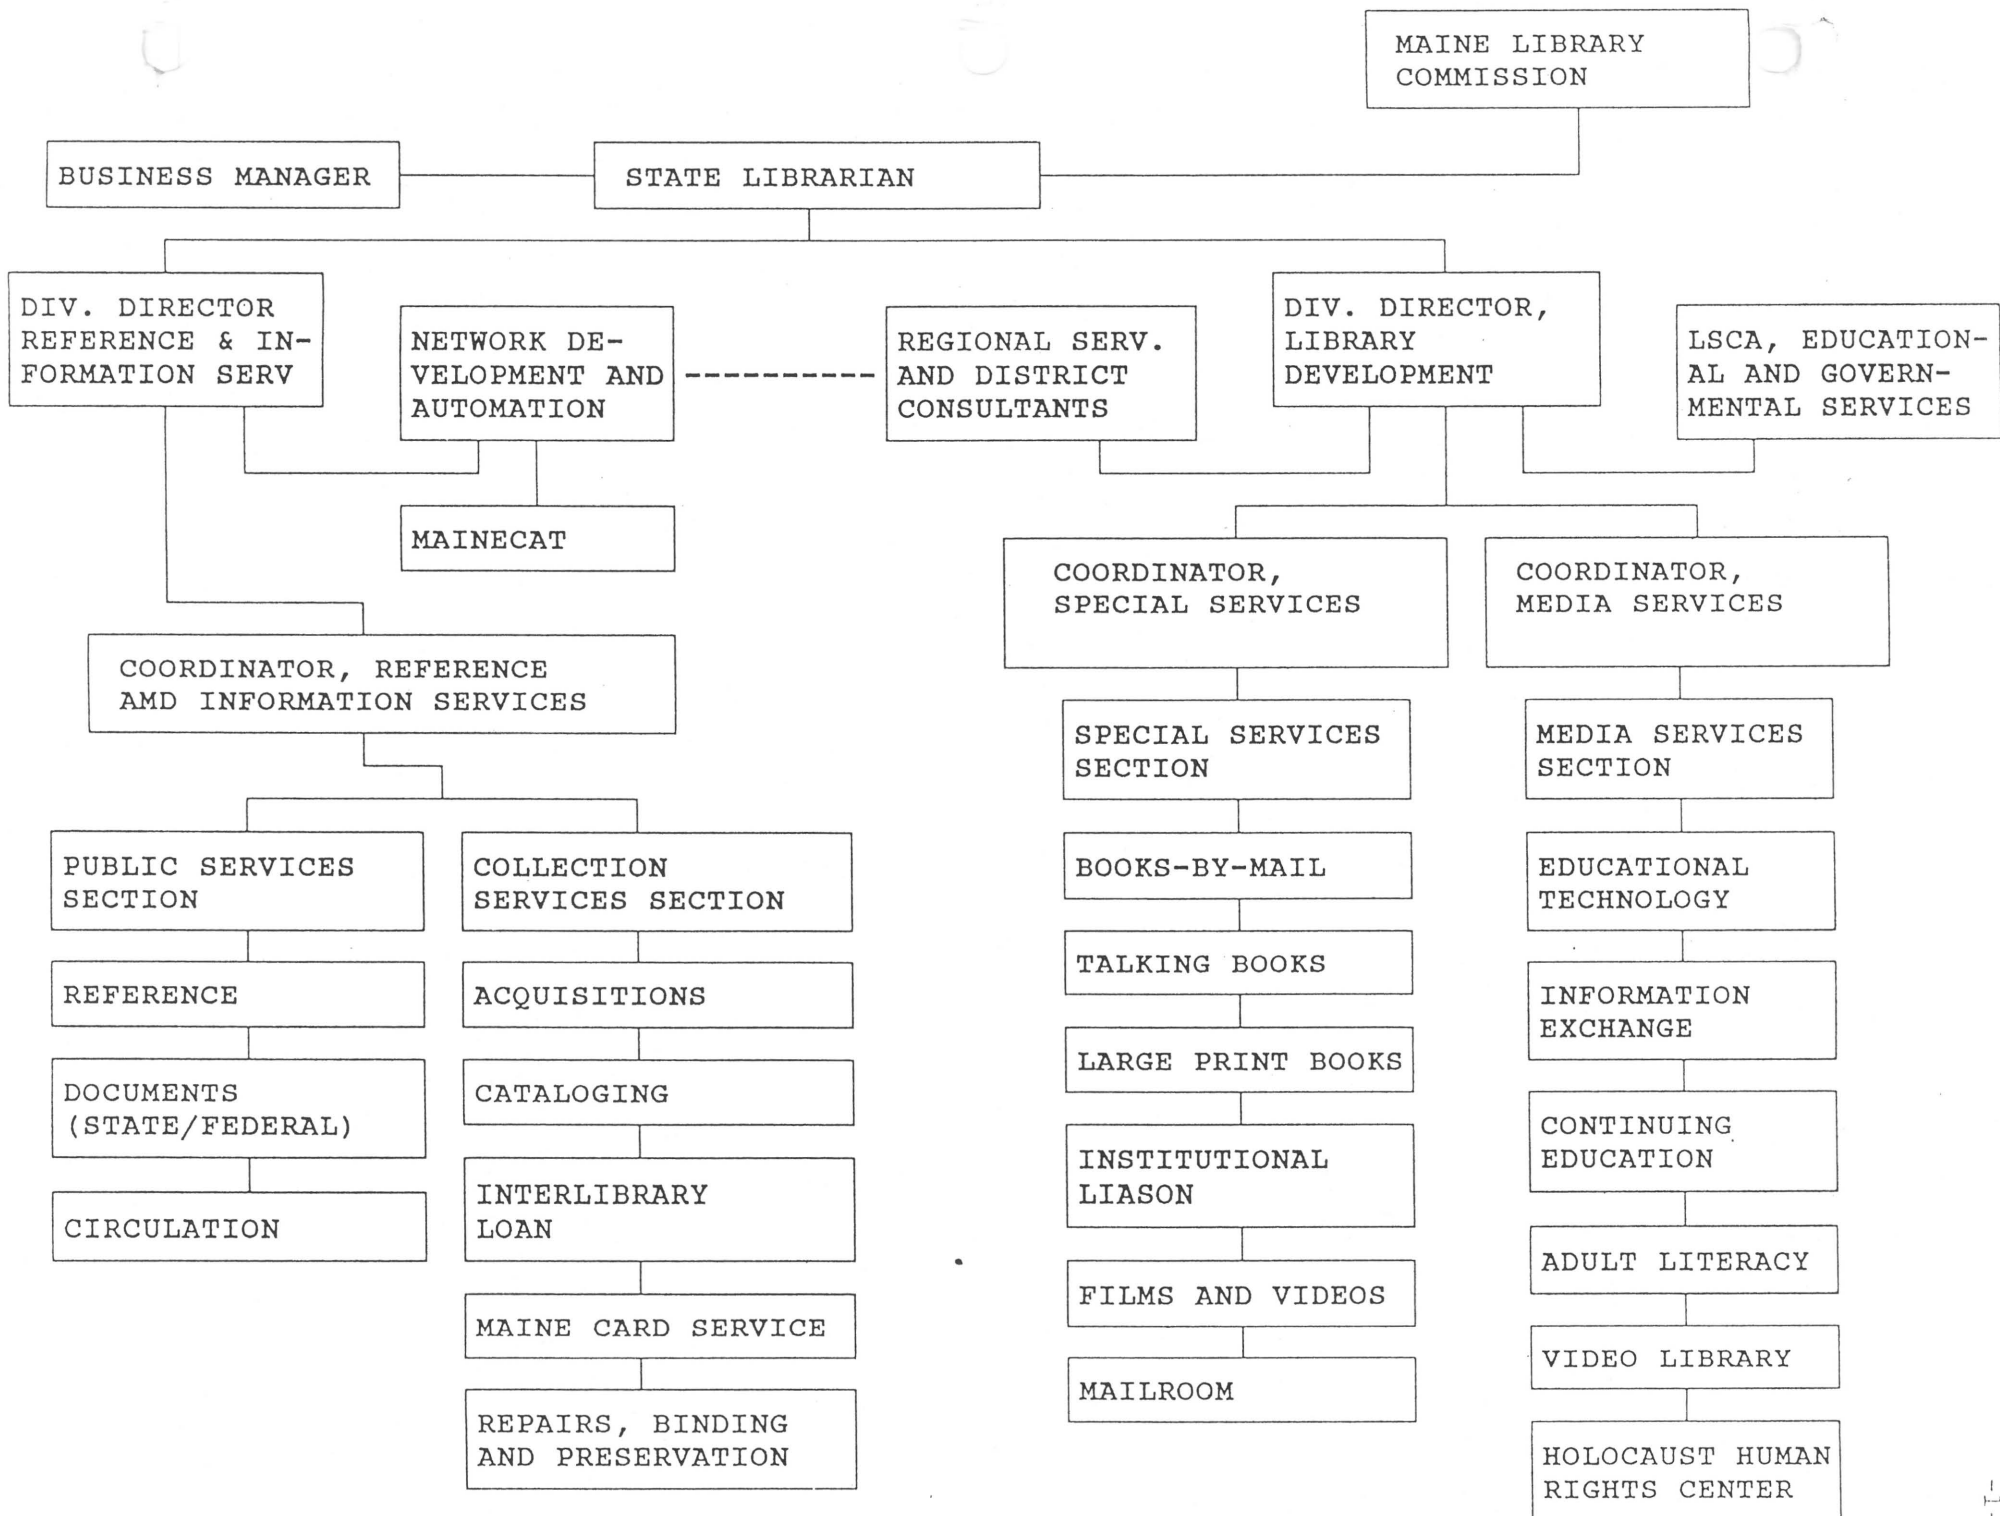 MAINE LIBRARY
COMMISSION
BUSINESS MANAGER
STATE LIBRARIAN
DIV. DIRECTOR
REFERENCE & IN-
FORMATION SERV
NETWORK DE-
VELOPMENT AND
AUTOMATION
REGIONAL SERV.
AND DISTRICT
CONSULTANTS
DIV. DIRECTOR,
LIBRARY
DEVELOPMENT
LSCA, EDUCATION-
AL AND GOVERN-
MENTAL SERVICES
MAINECAT
COORDINATOR,
SPECIAL SERVICES
COORDINATOR,
MEDIA SERVICES
COORDINATOR, REFERENCE
AMD INFORMATION SERVICES
SPECIAL SERVICES
SECTION
MEDIA SERVICES
SECTION
PUBLIC SERVICES
SECTION
REFERENCE
DOCUMENTS
(STATE/FEDERAL)
CIRCULATION
COLLECTION
SERVICES SECTION
ACQUISITIONS
CATALOGING
INTERLIBRARY
LOAN
MAINE CARD SERVICE
REPAIRS, BINDING
AND PRESERVATION
BOOKS-BY-MAIL
TALKING BOOKS
LARGE PRINT BOOKS
INSTITUTIONAL
LIASON
FILMS AND VIDEOS
MAILROOM
EDUCATIONAL
TECHNOLOGY
INFORMATION
EXCHANGE
CONTINUING
EDUCATION
ADULT LITERACY
VIDEO LIBRARY
HOLOCAUST HUMAN
RIGHTS CENTER